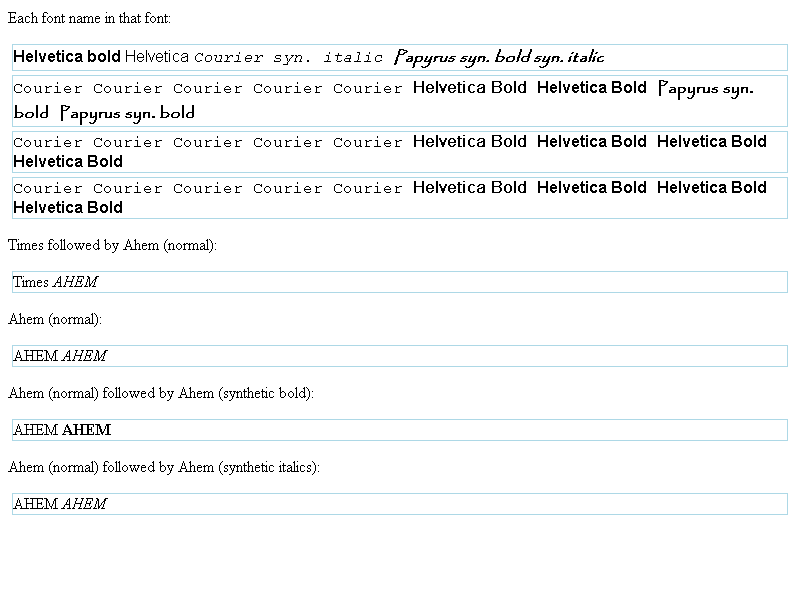 Each font name in that font:
Helvetica bold Helvetica Courier syn. italic Papyrus syn. bold syn. italic
Courier Courier Courier Courier Courier Helvetica Bold Helvetica Bold Papyrus syn.
bold Papyrus syn. bold
Courier Courier Courier Courier Courier Helvetica Bold Helvetica Bold Helvetica Bold
Helvetica Bold
Courier Courier Courier Courier Courier Helvetica Bold Helvetica Bold Helvetica Bold
Helvetica Bold
Times followed by Ahem (normal):
Times AHEM
Ahem (normal):
AHEM AHEM
Ahem (normal) followed by Ahem (synthetic bold):
AHEM AHEM
Ahem (normal) followed by Ahem (synthetic italics):
AHEM AHEM